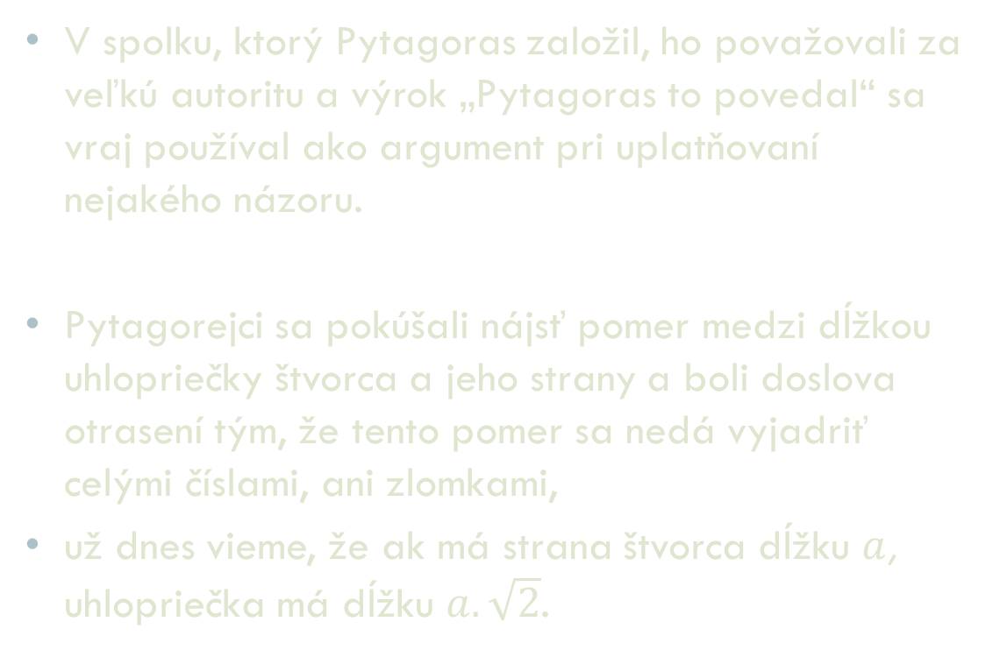 • V spolku, ktorý Pytagoras založil, ho považovali za
veľkú autoritu a výrok „Pytagoras to povedal“ sa
vraj používal ako argument pri uplatňovaní
nejakého názoru.
• Pytagorejci sa pokúšali nájsť pomer medzi dĺžkou
uhlopriečky štvorca a jeho strany a boli doslova
otrasení tým, že tento pomer sa nedá vyjadriť
celými číslami, ani zlomkami,
• už dnes vieme, že ak má strana štvorca dĺžku a,
uhlopriečka má dĺžku a. √2.